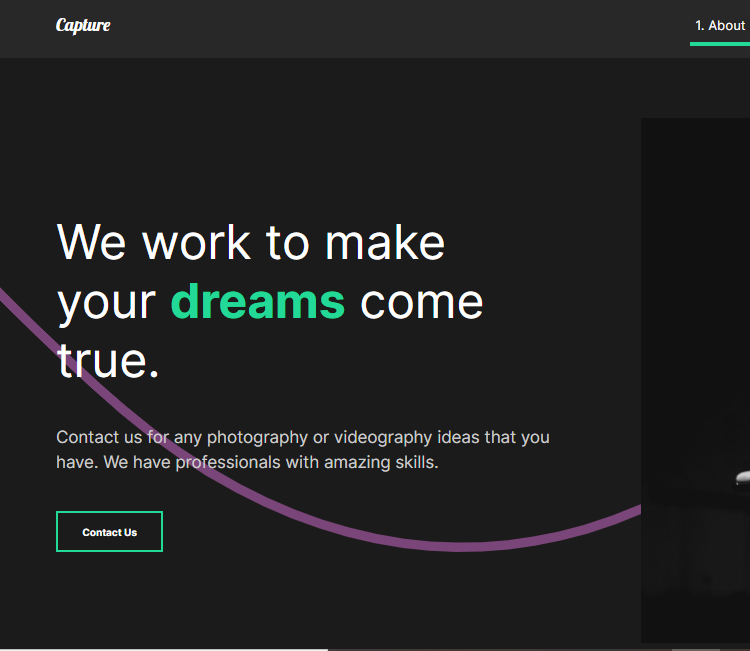 Capture
1. About
We work to make
your dreams come
true.
Contact us for any photography or videography ideas that you
have. We have professionals with amazing skills.
Contact Us